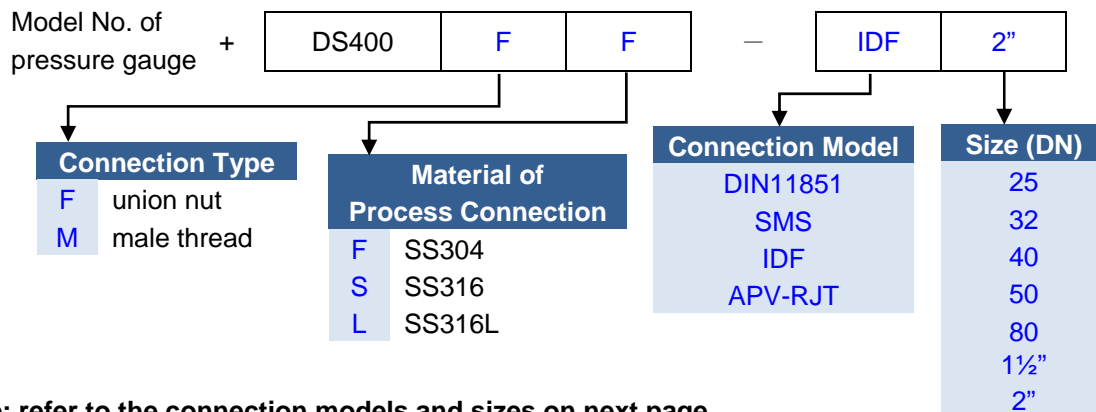 Model No. of
pressure gauge
+
DS400 F F – IDF 2”
Connection Type
F union nut
M male thread
Material of
Process Connection
F SS304
S SS316
L SS316L
Connection Model
DIN11851
SMS
IDF
APV-RJT
Size (DN)
25
32
40
50
80
1½”
2”
: refer to the connection models and sizes on next page